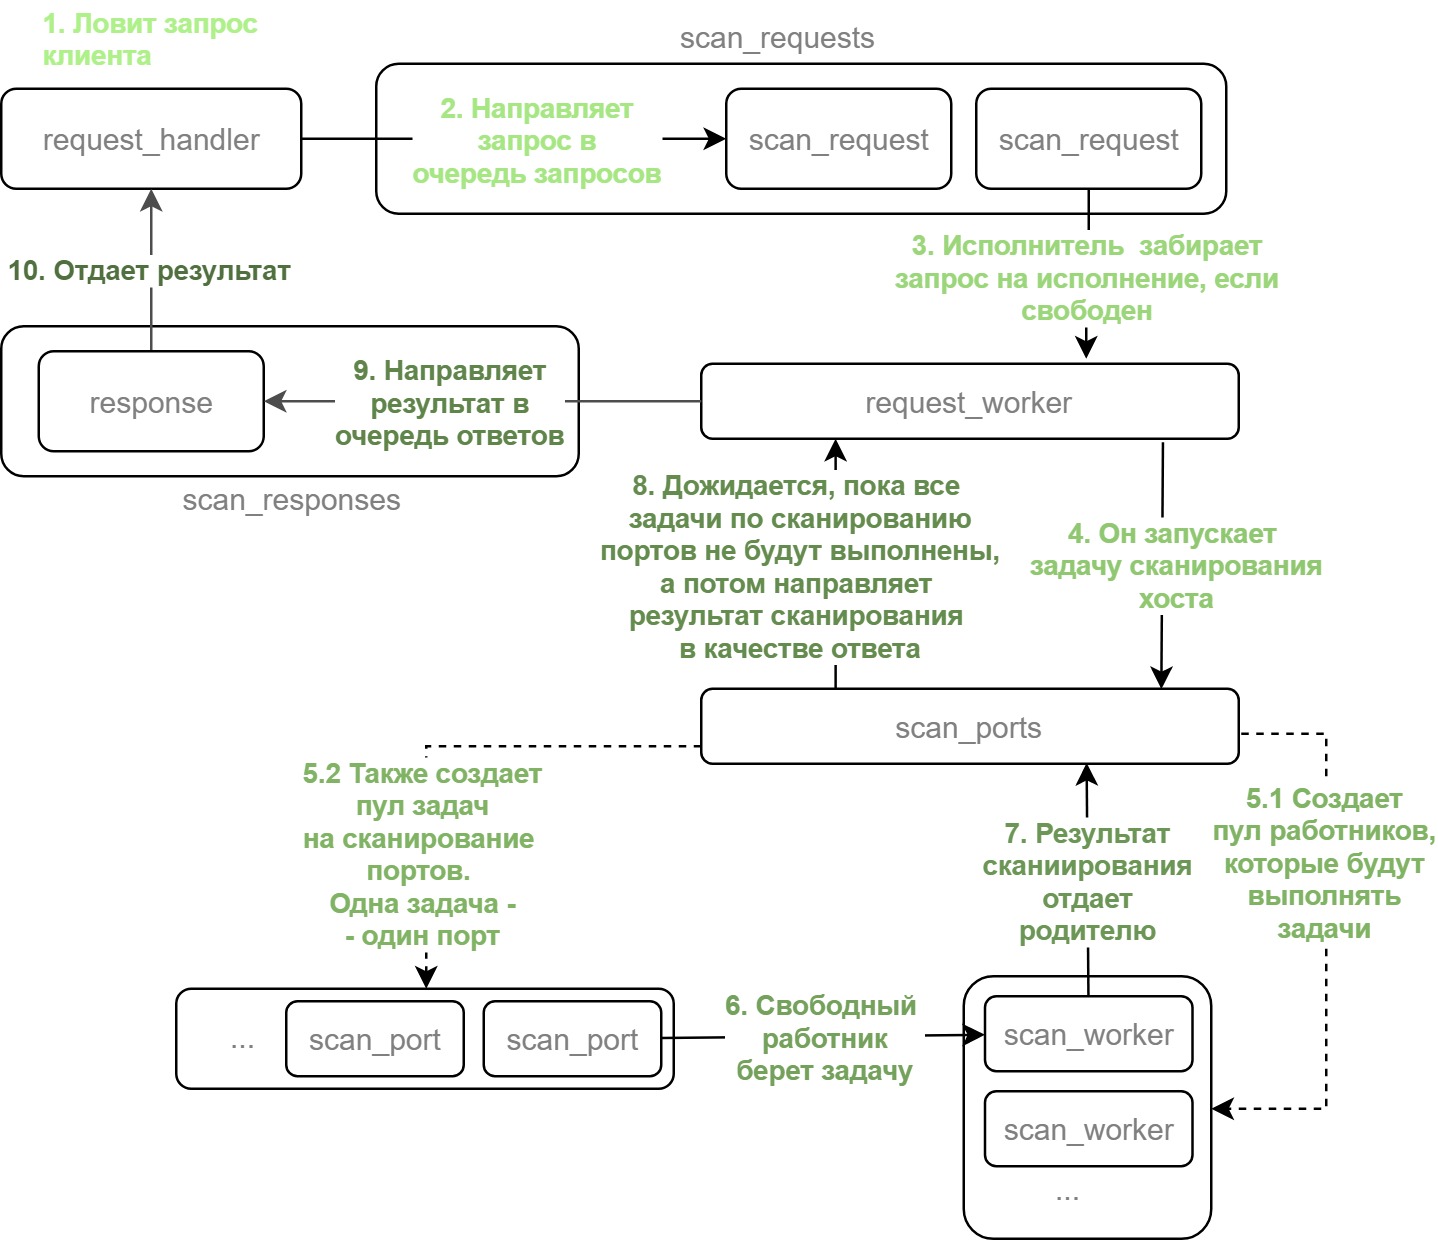 1. Ловит запрос
клиента
scan_requests
request_handler
2. Направляет
запрос в
очередь запросов
scan_request
scan_request
3. Исполнитель  забирает
запрос на исполнение, если
свободен
10. Отдает результат
response
9. Направляет
результат в
очередь ответов
request_worker
scan_responses
8. Дожидается, пока все
задачи по сканированию
портов не будут выполнены,
а потом направляет
результат сканирования
в качестве ответа
4. Он запускает
задачу сканирования
хоста
scan_ports
5.2 Также создает
пул задач
на сканирование
портов.
Одна задача -
- один порт
7. Результат
сканиирования
отдает
родителю
5.1 Создает
пул работников,
которые будут
выполнять
задачи
...
scan_port
scan_port
6. Свободный
работник
берет задачу
scan_worker
scan_worker
...